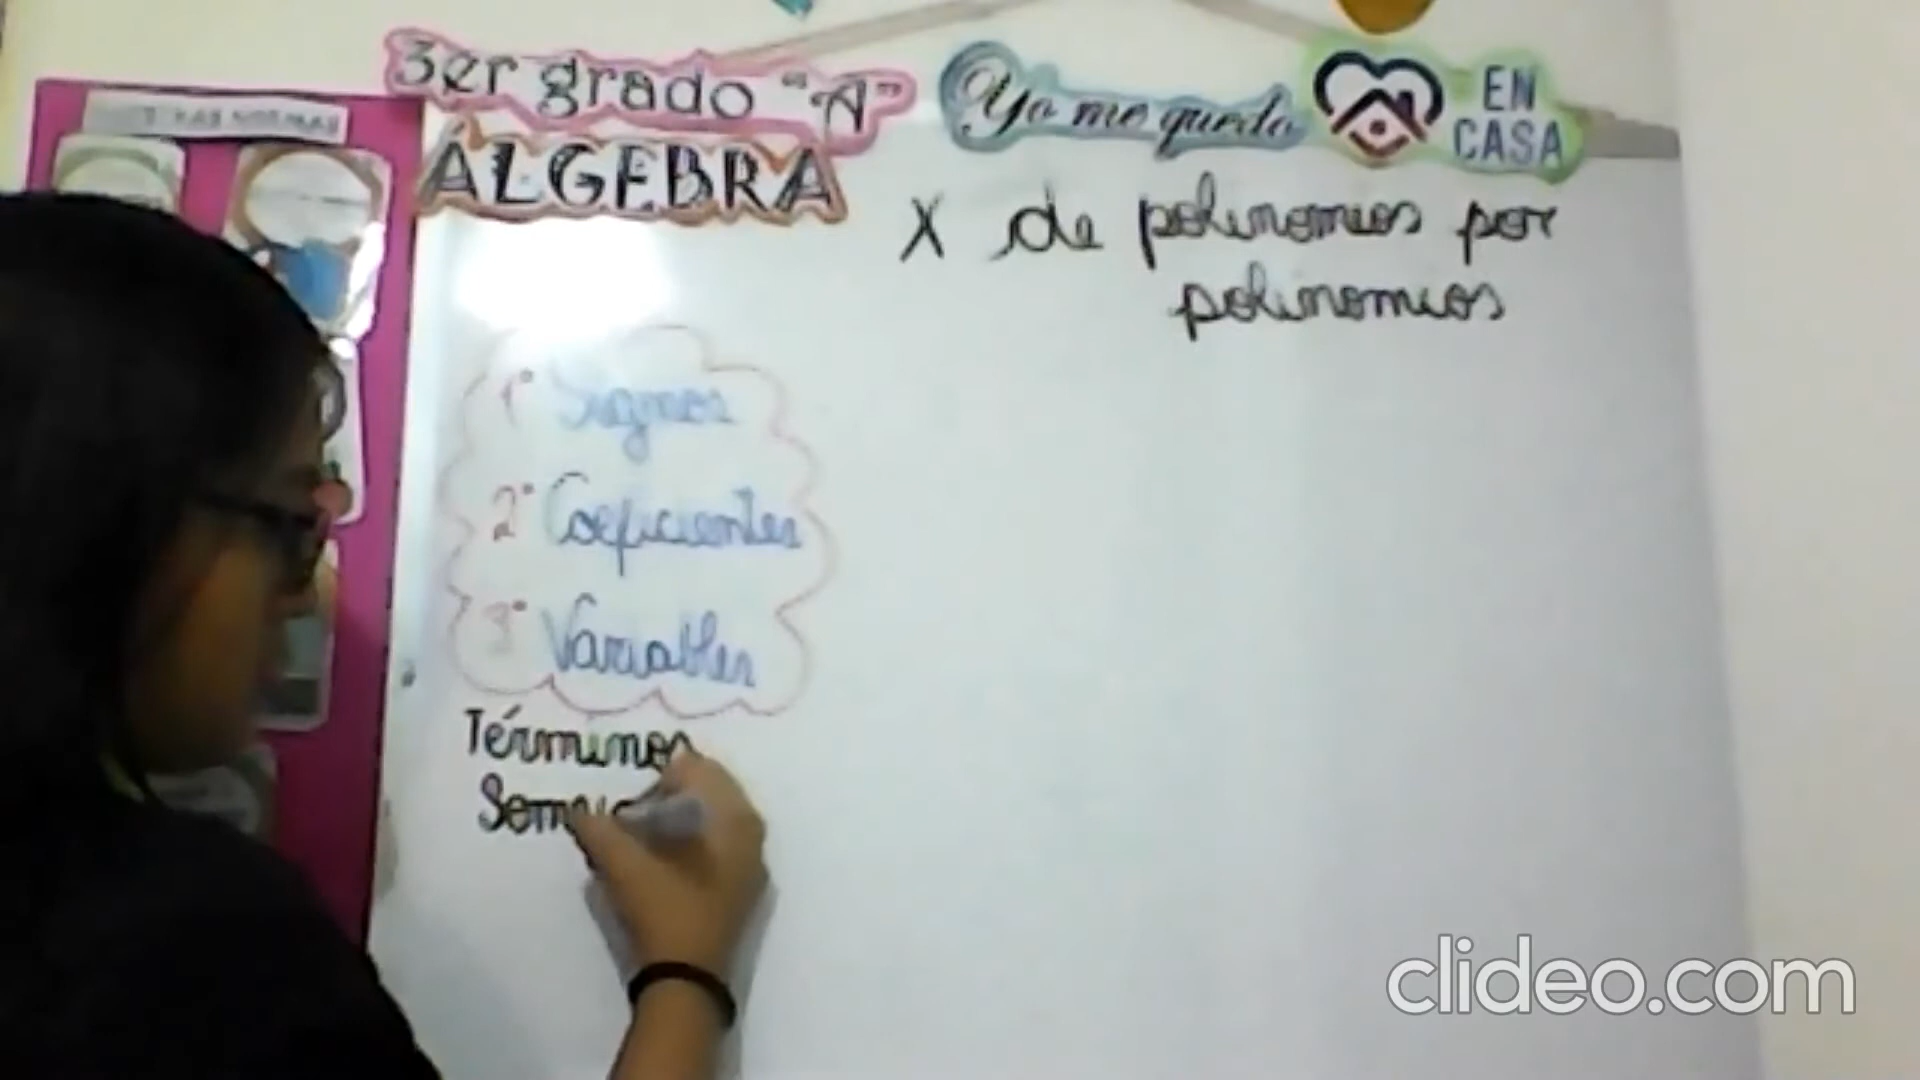 3er grado "A"
ÁLGEBRA
Yo me quedo
EN
CASA
X de polinomios por
polinomios
1° Signos
2° Coeficientes
3° Variables
Términos
clideo.com